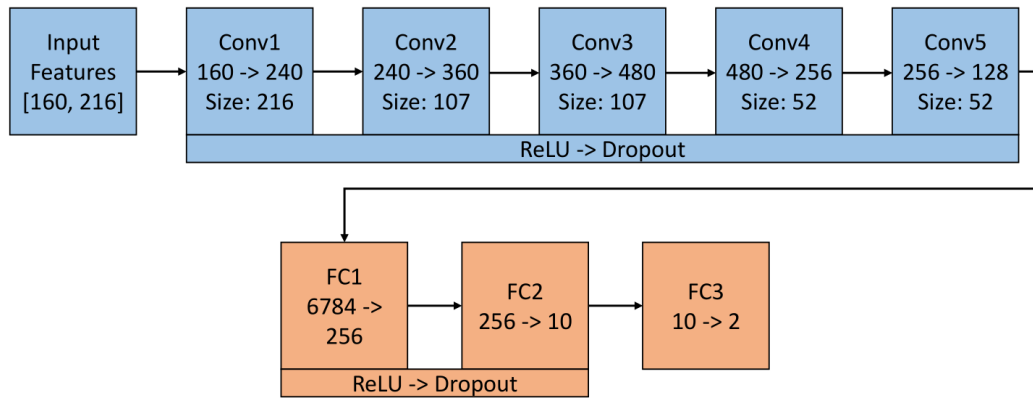 Input
Features
[160, 216]
Conv1
160 -> 240
Size: 216
Conv2
240 -> 360
Size: 107
Conv3
360 -> 480
Size: 107
Conv4
480 -> 256
Size: 52
Conv5
256 -> 128
Size: 52
ReLU -> Dropout
FC1
6784 ->
256
FC2
256 -> 10
FC3
10 -> 2
ReLU -> Dropout